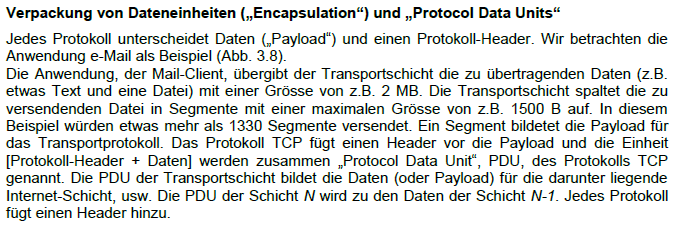 Verpackung von Dateneinheiten („Encapsulation“) und „Protocol Data Units“
Jedes Protokoll unterscheidet Daten („Payload“) und einen Protokoll-Header. Wir betrachten die
Anwendung e-Mail als Beispiel (Abb. 3.8).
Die Anwendung, der Mail-Client, übergibt der Transportschicht die zu übertragenden Daten (z.B.
etwas Text und eine Datei) mit einer Grösse von z.B. 2 MB. Die Transportschicht spaltet die zu
versendenden Datei in Segmente mit einer maximalen Grösse von z.B. 1500 B auf. In diesem
Beispiel würden etwas mehr als 1330 Segmente versendet. Ein Segment bildetet die Payload für
das Transportprotokoll. Das Protokoll TCP fügt einen Header vor die Payload und die Einheit
[Protokoll-Header + Daten] werden zusammen „Protocol Data Unit“, PDU, des Protokolls TCP
genannt. Die PDU der Transportschicht bildet die Daten (oder Payload) für die darunter liegende
Internet-Schicht, usw. Die PDU der Schicht N wird zu den Daten der Schicht N-1. Jedes Protokoll
fügt einen Header hinzu.